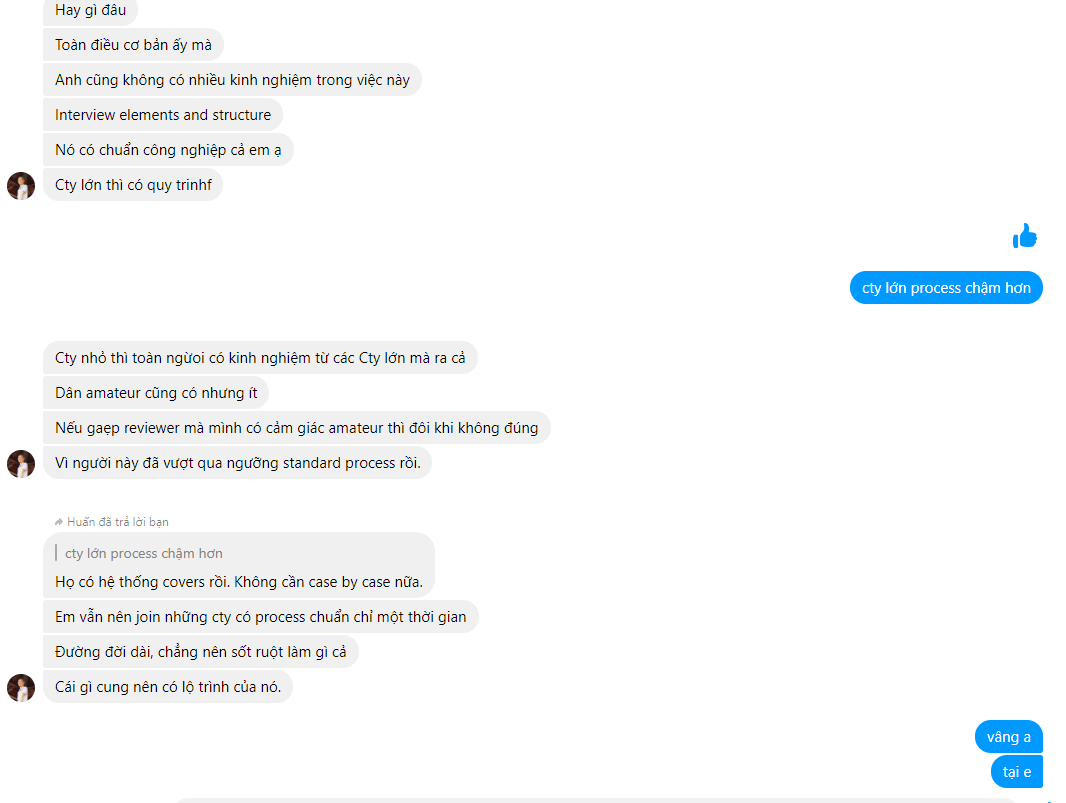 Hay gì đâu
Toàn điều cơ bản ấy mà
Anh cũng không có nhiều kinh nghiệm trong việc này
Interview elements and structure
Nó có chuẩn công nghiệp cả em ạ
Cty lớn thì có quy trinhf
cty lớn process chậm hơn
Cty nhỏ thì toàn ngừoi có kinh nghiệm từ các Cty lớn mà ra cả
Dân amateur cũng có nhưng ít
Nếu gaẹp reviewer mà mình có cảm giác amateur thì đôi khi không đúng
Vì người này đã vượt qua ngưỡng standard process rồi.
Huấn đã trả lời bạn
cty lớn process chậm hơn
Họ có hệ thống covers rồi. Không cần case by case nữa.
Em vẫn nên join những cty có process chuẩn chỉ một thời gian
Đường đời dài, chẳng nên sốt ruột làm gì cả
Cái gì cung nên có lộ trình của nó.
vâng a
tại e